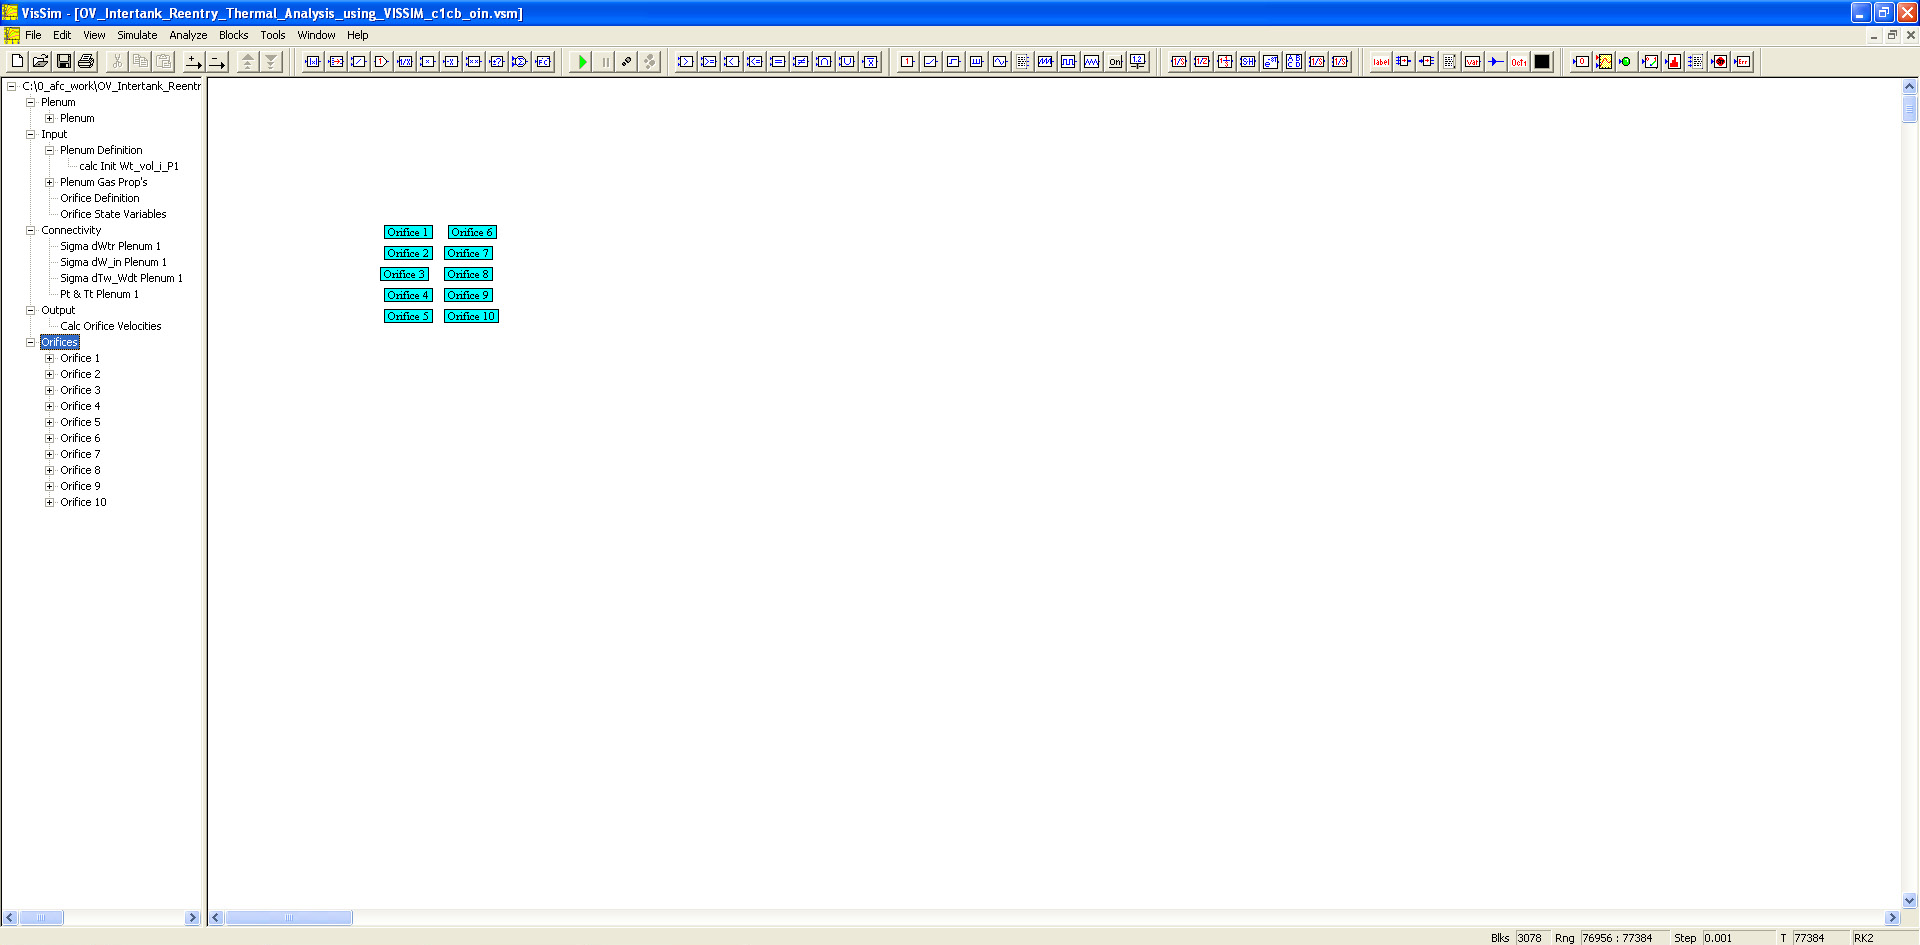 VisSim - [OV_Intertank_Reentry_Thermal_Analysis_using_VISSIM_c1cb_oin.vsm]
File Edit View Simulate Analyze Blocks Tools Window Help
label
var
C:\0_afc_work\OV_Intertank_Reentr
Plenum
Plenum
Input
Plenum Definition
calc Init Wt_vol_i_P1
Plenum Gas Prop's
Orifice Definition
Orifice State Variables
Connectivity
Sigma dWtr Plenum 1
Sigma dW_in Plenum 1
Sigma dTw_Wdt Plenum 1
Pt & Tt Plenum 1
Output
Calc Orifice Velocities
Orifices
Orifice 1
Orifice 2
Orifice 3
Orifice 4
Orifice 5
Orifice 6
Orifice 7
Orifice 8
Orifice 9
Orifice 10
Orifice 1 Orifice 6
Orifice 2 Orifice 7
Orifice 3 Orifice 8
Orifice 4 Orifice 9
Orifice 5 Orifice 10
Blks 3078 Rng 76956 : 77384 Step 0.001 T 77384 RK2